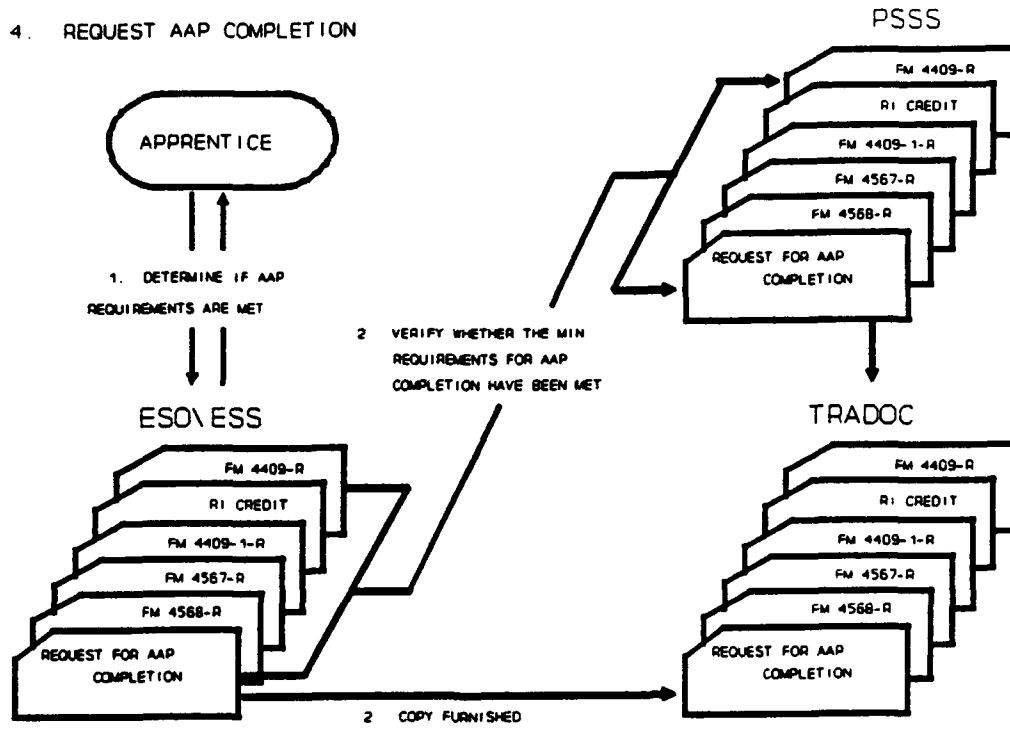 4. REQUEST AAP COMPLETION
PSSS
FM 4409-R
RI CREDIT
FM 4409-1-R
FM 4567-R
FM 4568-R
REQUEST FOR AAP
COMPLETION
APPRENTICE
1. DETERMINE IF AAP
REQUIREMENTS ARE MET
2 VERIFY WHETHER THE MIN
REQUIREMENTS FOR AAP
COMPLETION HAVE BEEN MET
ESO\ESS
FM 4409-R
RI CREDIT
FM 4409-1-R
FM 4567-R
FM 4568-R
REQUEST FOR AAP
COMPLETION
TRADOC
FM 4409-R
RI CREDIT
FM 4409-1-R
FM 4567-R
FM 4568-R
REQUEST FOR AAP
COMPLETION
2 COPY FURNISHED